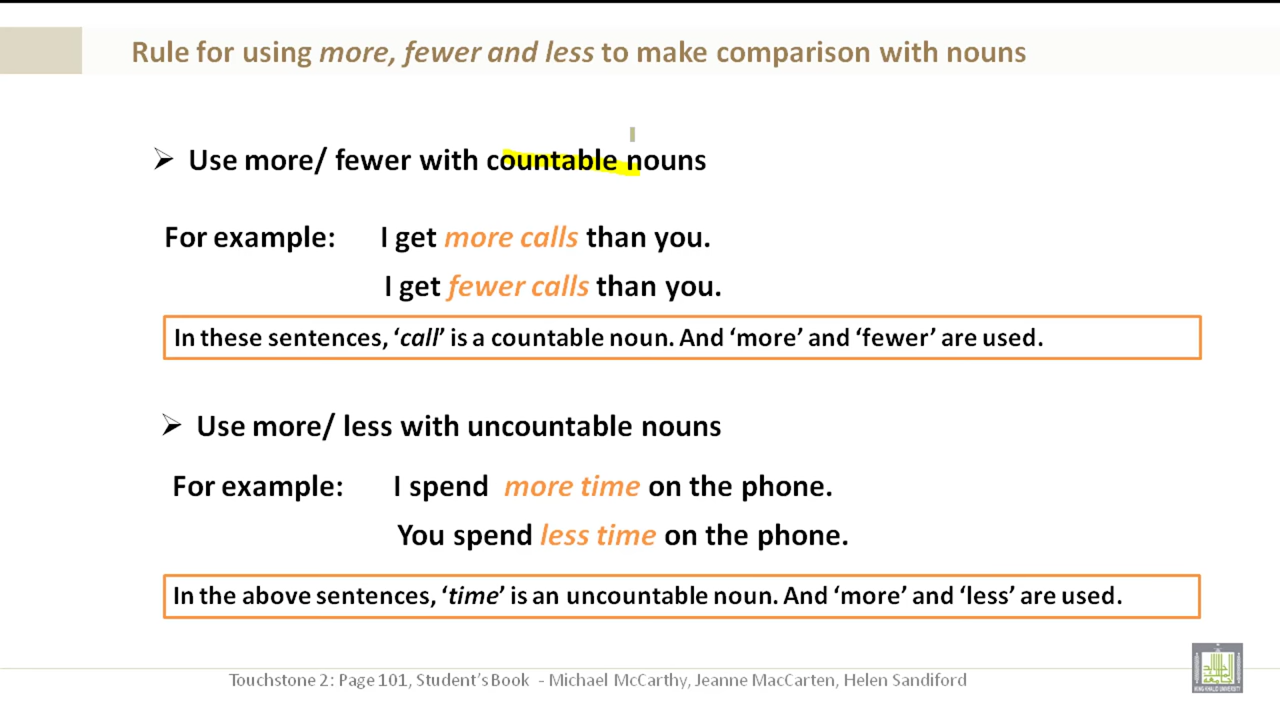 Rule for using more, fewer and less to make comparison with nouns
➢ Use more/ fewer with countable nouns
For example: I get more calls than you.
I get fewer calls than you.
In these sentences, ‘call’ is a countable noun. And ‘more’ and ‘fewer’ are used.
➢ Use more/ less with uncountable nouns
For example: I spend more time on the phone.
You spend less time on the phone.
In the above sentences, ‘time’ is an uncountable noun. And ‘more’ and ‘less’ are used.
Touchstone 2: Page 101, Student’s Book - Michael McCarthy, Jeanne MacCarten, Helen Sandiford
KING KHALID UNIVERSITY